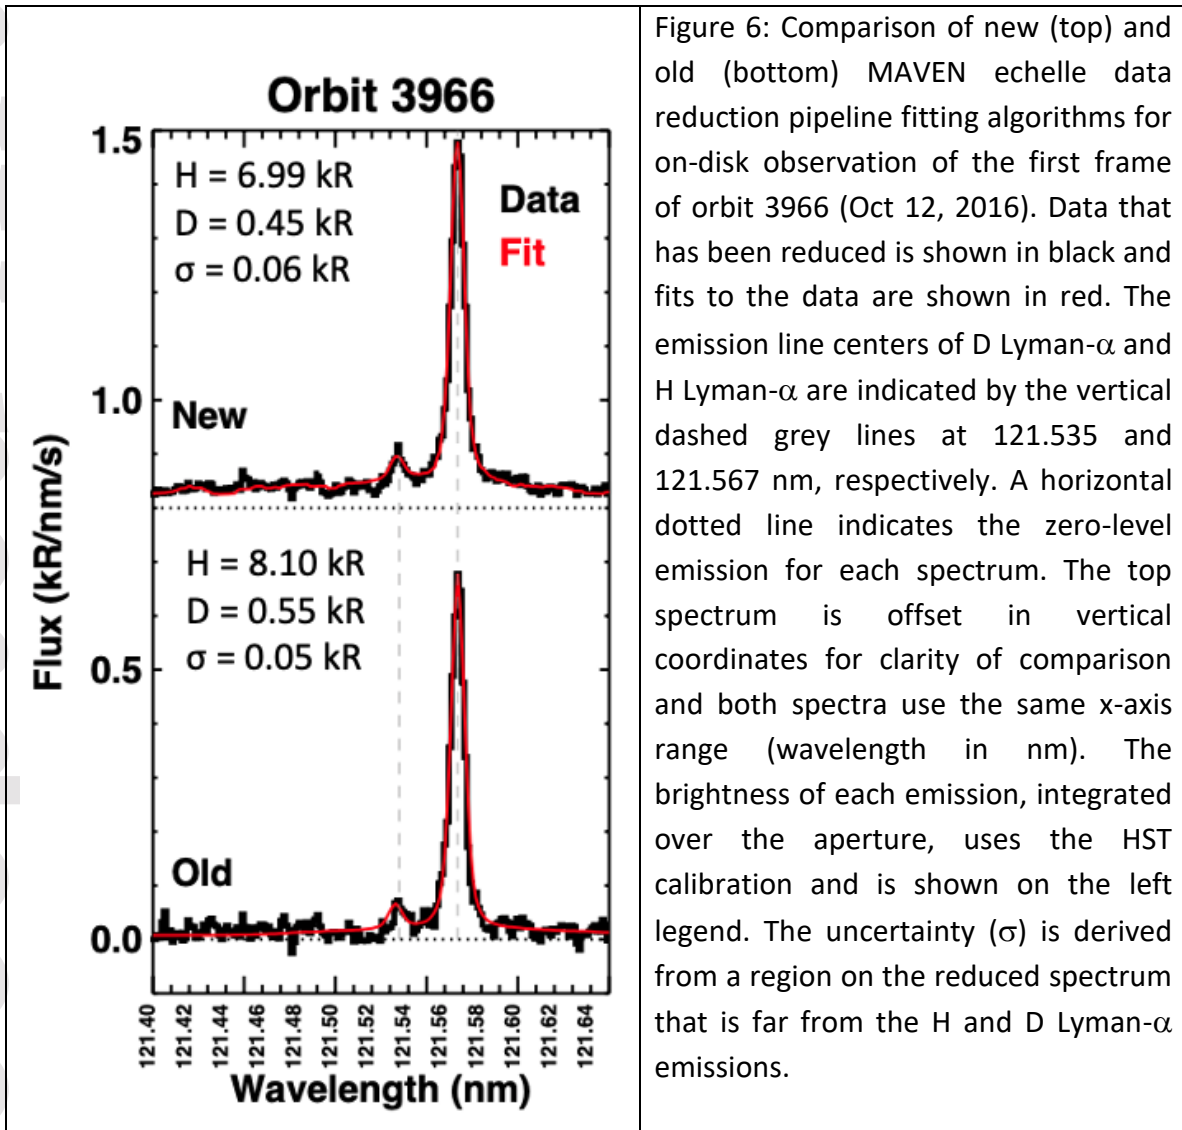 Orbit 3966
1.5
H = 6.99 kR
D = 0.45 kR
σ = 0.06 kR
Data
Fit
1.0
New
Flux (kR/nm/s)
H = 8.10 kR
D = 0.55 kR
σ = 0.05 kR
0.5
Old
0.0
121.40
121.42
121.44
121.46
121.48
121.50
121.52
121.54
121.56
121.58
121.60
121.62
121.64
Wavelength (nm)
Figure 6: Comparison of new (top) and
old (bottom) MAVEN echelle data
reduction pipeline fitting algorithms for
on-disk observation of the first frame
of orbit 3966 (Oct 12, 2016). Data that
has been reduced is shown in black and
fits to the data are shown in red. The
emission line centers of D Lyman-α and
H Lyman-α are indicated by the vertical
dashed grey lines at 121.535 and
121.567 nm, respectively. A horizontal
dotted line indicates the zero-level
emission for each spectrum. The top
spectrum is offset in vertical
coordinates for clarity of comparison
and both spectra use the same x-axis
range (wavelength in nm). The
brightness of each emission, integrated
over the aperture, uses the HST
calibration and is shown on the left
legend. The uncertainty (σ) is derived
from a region on the reduced spectrum
that is far from the H and D Lyman-α
emissions.